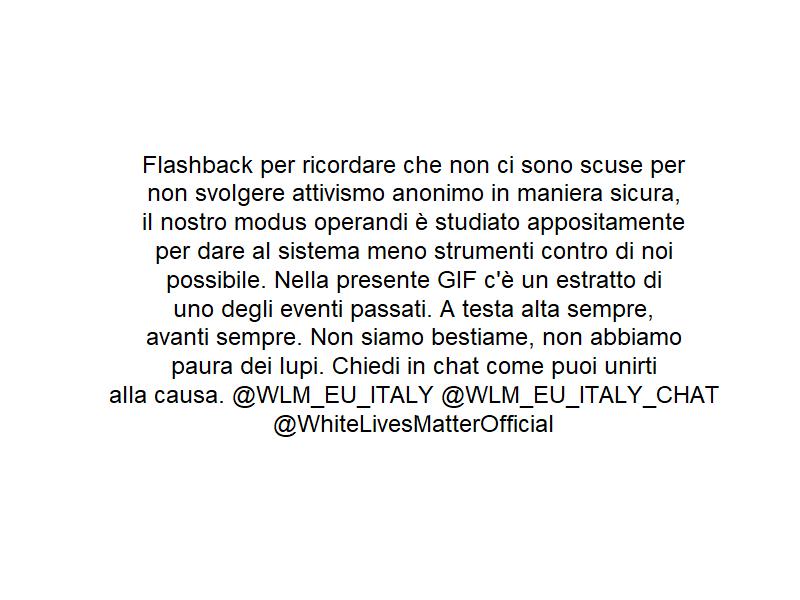 Flashback per ricordare che non ci sono scuse per
non svolgere attivismo anonimo in maniera sicura,
il nostro modus operandi è studiato appositamente
per dare al sistema meno strumenti contro di noi
possibile. Nella presente GIF c'è un estratto di
uno degli eventi passati. A testa alta sempre,
avanti sempre. Non siamo bestiame, non abbiamo
paura dei lupi. Chiedi in chat come puoi unirti
alla causa. @WLM_EU_ITALY @WLM_EU_ITALY_CHAT
@WhiteLivesMatterOfficial